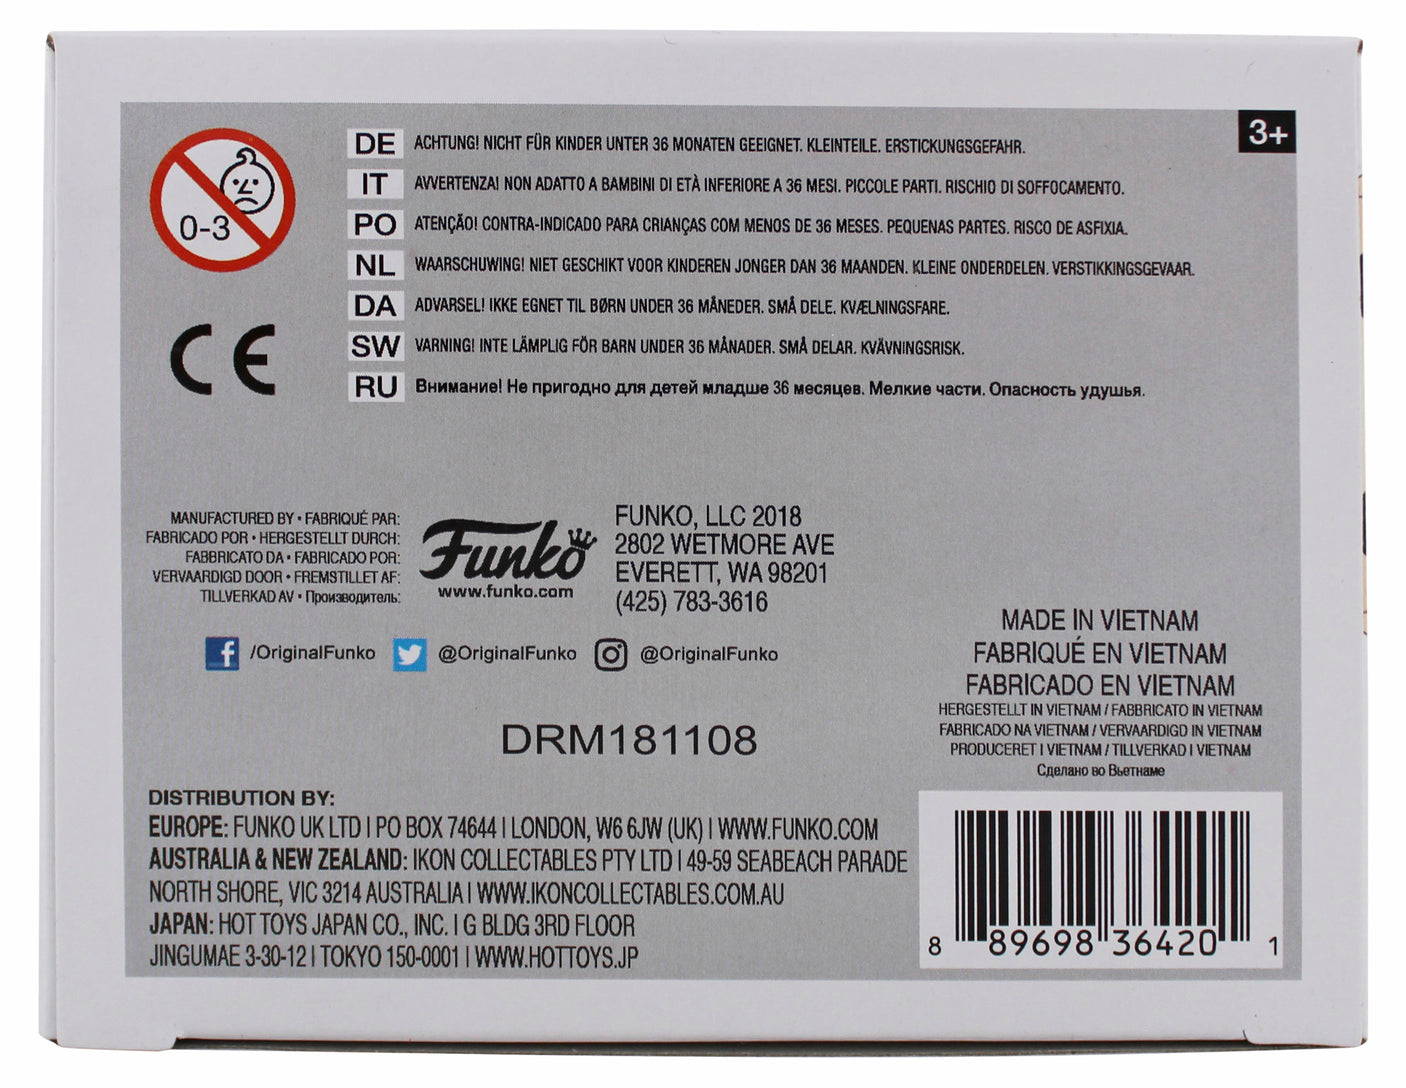 3+
0-3
DE ACHTUNG! NICHT FÜR KINDER UNTER 36 MONATEN GEEIGNET. KLEINTEILE. ERSTICKUNGSGEFAHR.
IT AVVERTENZA! NON ADATTO A BAMBINI DI ETÀ INFERIORE A 36 MESI. PICCOLE PARTI. RISCHIO DI SOFFOCAMENTO.
PO ATENÇÃO! CONTRA-INDICADO PARA CRIANÇAS COM MENOS DE 36 MESES. PEQUENAS PARTES. RISCO DE ASFIXIA.
NL WAARSCHUWING! NIET GESCHIKT VOOR KINDEREN JONGER DAN 36 MAANDEN. KLEINE ONDERDELEN. VERSTIKKINGSGEVAAR.
DA ADVARSEL! IKKE EGNET TIL BØRN UNDER 36 MÅNEDER. SMÅ DELE. KVÆLNINGSFARE.
SW VARNING! INTE LÄMPLIG FÖR BARN UNDER 36 MÅNADER. SMÅ DELAR. KVÄVNINGSRISK.
RU Внимание! Не пригодно для детей младше 36 месяцев. Мелкие части. Опасность удушья.
CE
MANUFACTURED BY • FABRIQUÉ PAR:
FABRICADO POR • HERGESTELLT DURCH:
FABBRICATO DA • FABRICADO POR:
VERVAARDIGD DOOR • FREMSTILLET AF:
TILLVERKAD AV • Производитель:
Funko
www.funko.com
FUNKO, LLC 2018
2802 WETMORE AVE
EVERETT, WA 98201
(425) 783-3616
f /OriginalFunko @OriginalFunko @OriginalFunko
MADE IN VIETNAM
FABRIQUÉ EN VIETNAM
FABRICADO EN VIETNAM
HERGESTELLT IN VIETNAM / FABBRICATO IN VIETNAM
FABRICADO NA VIETNAM / VERVAARDIGD IN VIETNAM
PRODUCERET I VIETNAM / TILLVERKAD I VIETNAM
Сделано во Вьетнаме
DRM181108
DISTRIBUTION BY:
EUROPE: FUNKO UK LTD | PO BOX 74644 | LONDON, W6 6JW (UK) | WWW.FUNKO.COM
AUSTRALIA & NEW ZEALAND: IKON COLLECTABLES PTY LTD | 49-59 SEABEACH PARADE
NORTH SHORE, VIC 3214 AUSTRALIA | WWW.IKONCOLLECTABLES.COM.AU
JAPAN: HOT TOYS JAPAN CO., INC. | G BLDG 3RD FLOOR
JINGUMAE 3-30-12 | TOKYO 150-0001 | WWW.HOTTOYS.JP
8 89698 36420 1